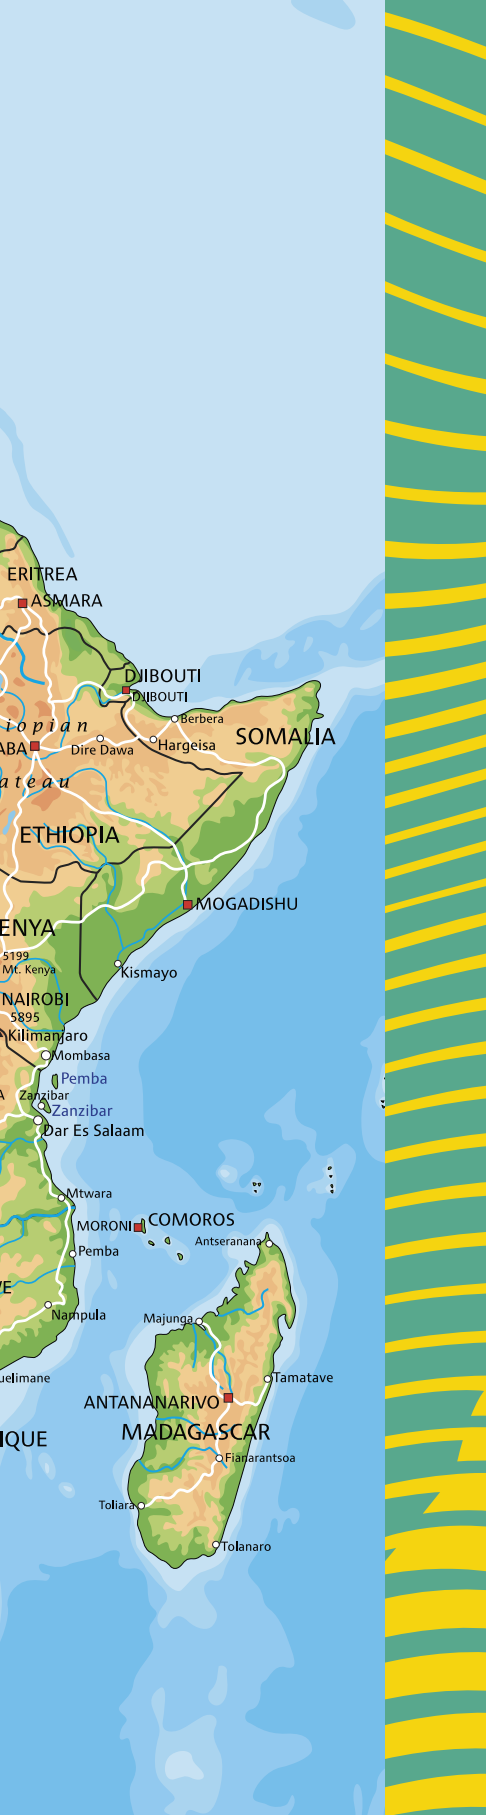 ERITREA
ASMARA
DJIBOUTI
DJIBOUTI
Berbera
iopian
SOMALIA
Hargeisa
ABA
Dire Dawa
ateau
ETHIOPIA
MOGADISHU
ENYA
5199
Mt. Kenya
Kismayo
NAIROBI
5895
Kilimanjaro
Mombasa
Pemba
A
Zanzibar
Zanzibar
Dar Es Salaam
Mtwara
COMOROS
MORONI
Antseranana
Pemba
VE
Nampula
Majunga
uelimane
Tamatave
ANTANANARIVO
MADAGASCAR
IQUE
Fianarantsoa
Toliara
Tolanaro